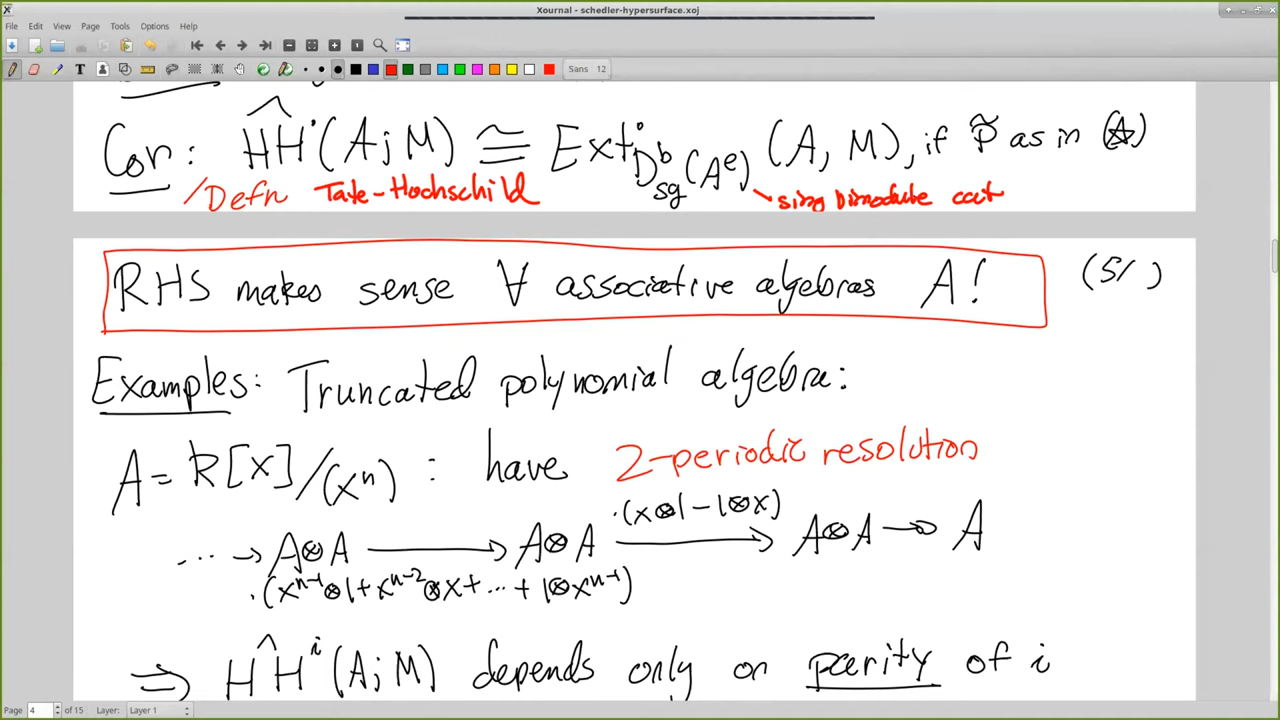 Xournal - schedler-hypersurface.xoj
File Edit View Page Tools Options Help
T Sans 12
Cor: ĤH^•(A; M) ≅ Ext^•_{D^b_sg(A^e)}(A, M), if P̃ as in (☆)
/Defn Tate-Hochschild sing bimodule cat
RHS makes sense ∀ associative algebras A! (5/ )
Examples: Truncated polynomial algebra:
A = k[x]/(x^n) : have 2-periodic resolution
·(x⊗1 − 1⊗x)
··· → A⊗A → A⊗A → A⊗A → A
·(x^{n-1}⊗1 + x^{n-2}⊗x + ··· + 1⊗x^{n-1})
⇒ ĤH^i(A; M) depends only on parity of i
Page 4 of 15 Layer: Layer 1